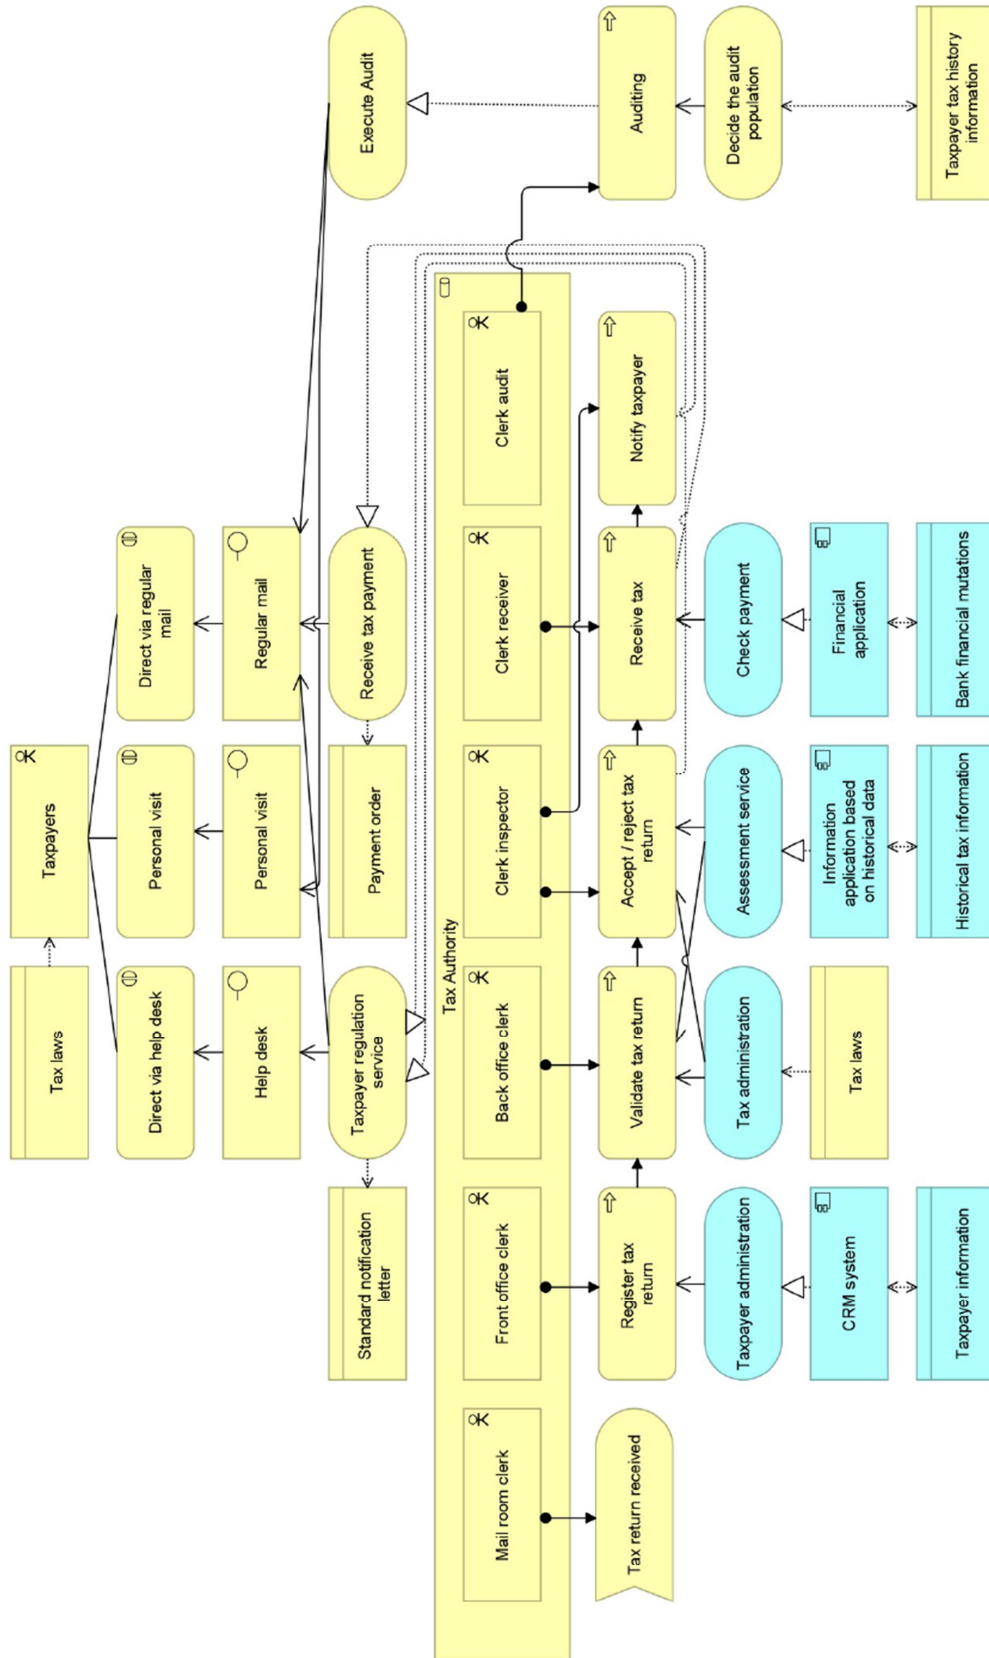 Tax laws
Taxpayers
Direct via help desk
Personal visit
Direct via regular
mail
Help desk
Personal visit
Regular mail
Standard notification
letter
Taxpayer regulation
service
Payment order
Receive tax payment
Execute Audit
Tax Authority
Mail room clerk
Front office clerk
Back office clerk
Clerk inspector
Clerk receiver
Clerk audit
Tax return received
Register tax
return
Validate tax return
Accept / reject tax
return
Receive tax
Notify taxpayer
Auditing
Taxpayer administration
Tax administration
Assessment service
Check payment
Decide the audit
population
CRM system
Tax laws
Information
application based
on historical data
Financial
application
Taxpayer information
Historical tax information
Bank financial mutations
Taxpayer tax history
information